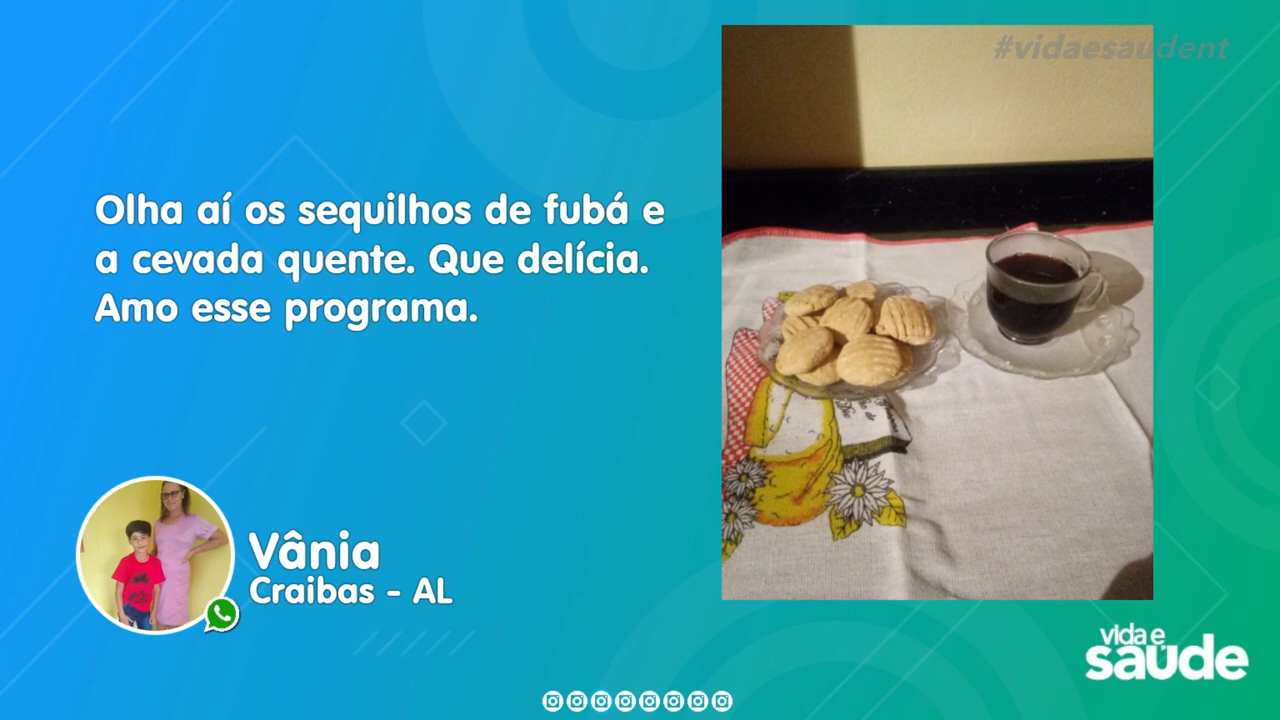 #vidaesaudent
Olha aí os sequilhos de fubá e
a cevada quente. Que delícia.
Amo esse programa.
Vânia
Craibas - AL
vida e
saúde